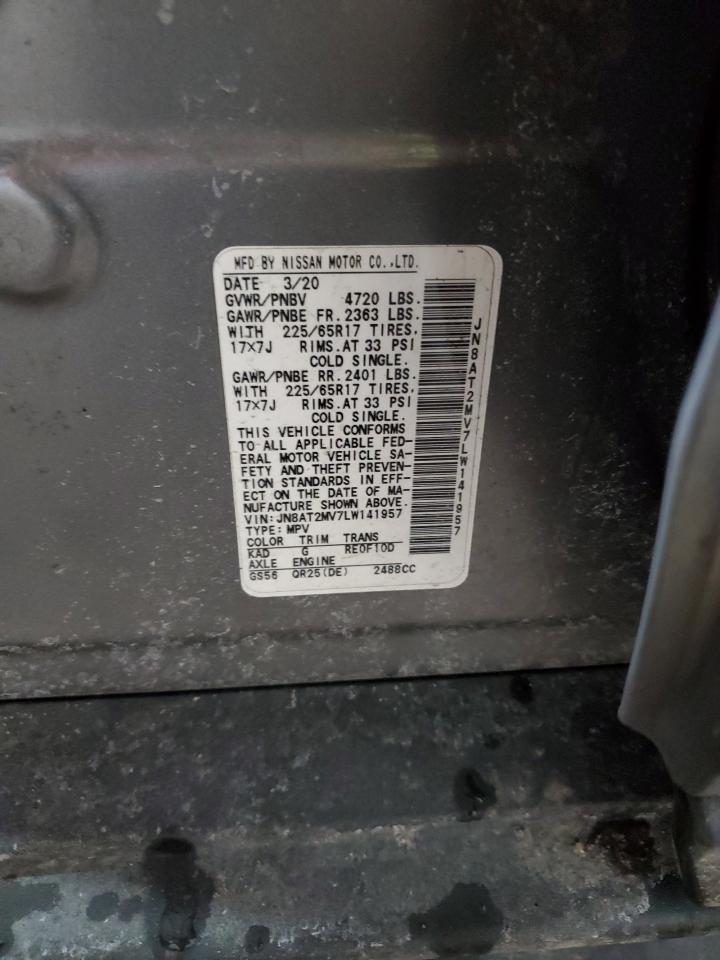 MFD BY NISSAN MOTOR CO.,LTD.
DATE 3/20
GVWR/PNBV 4720 LBS.
GAWR/PNBE FR. 2363 LBS.
WITH 225/65R17 TIRES,
17×7J RIMS.AT 33 PSI
COLD SINGLE.
GAWR/PNBE RR. 2401 LBS.
WITH 225/65R17 TIRES,
17×7J RIMS.AT 33 PSI
COLD SINGLE.
THIS VEHICLE CONFORMS
TO ALL APPLICABLE FED-
ERAL MOTOR VEHICLE SA-
FETY AND THEFT PREVEN-
TION STANDARDS IN EFF-
ECT ON THE DATE OF MA-
NUFACTURE SHOWN ABOVE.
VIN:JN8AT2MV7LW141957
TYPE:MPV
COLOR TRIM TRANS
KAD G RE0F10D
AXLE ENGINE
GS56 QR25(DE) 2488CC
JN8AT2MV7LW141957